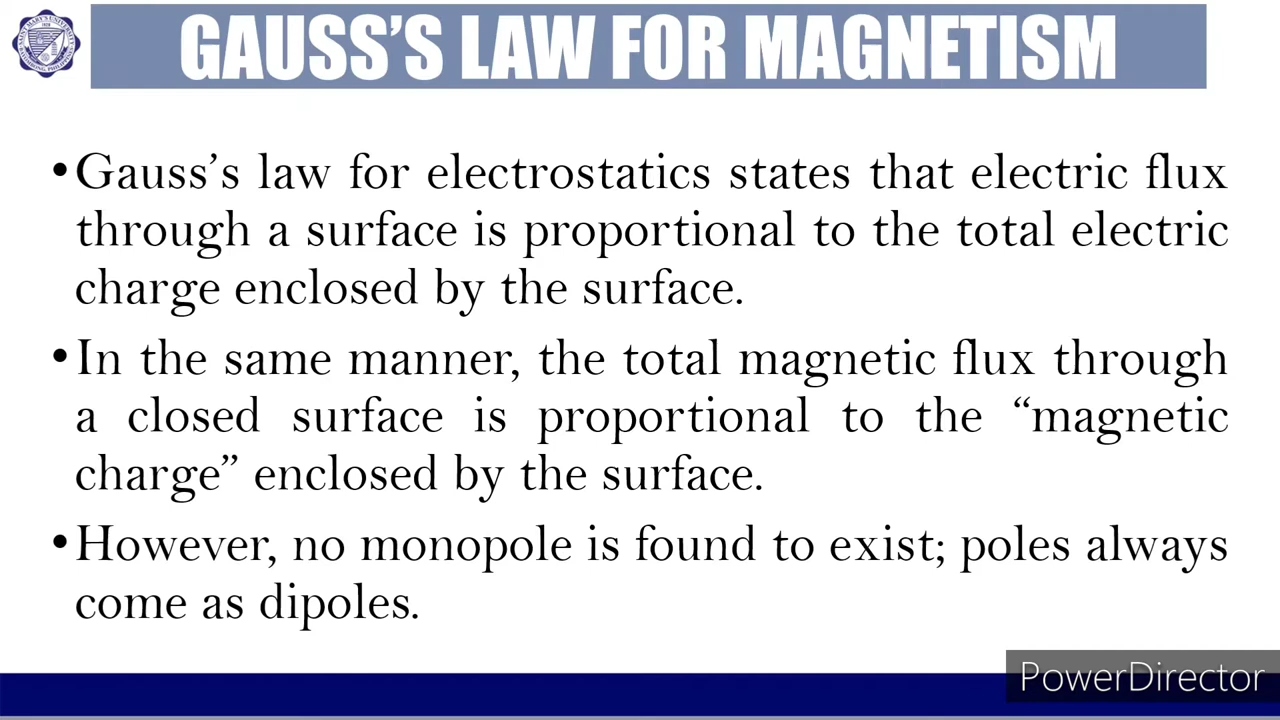 GAUSS’S LAW FOR MAGNETISM
•Gauss’s law for electrostatics states that electric flux
through a surface is proportional to the total electric
charge enclosed by the surface.
•In the same manner, the total magnetic flux through
a closed surface is proportional to the “magnetic
charge” enclosed by the surface.
•However, no monopole is found to exist; poles always
come as dipoles.
PowerDirector